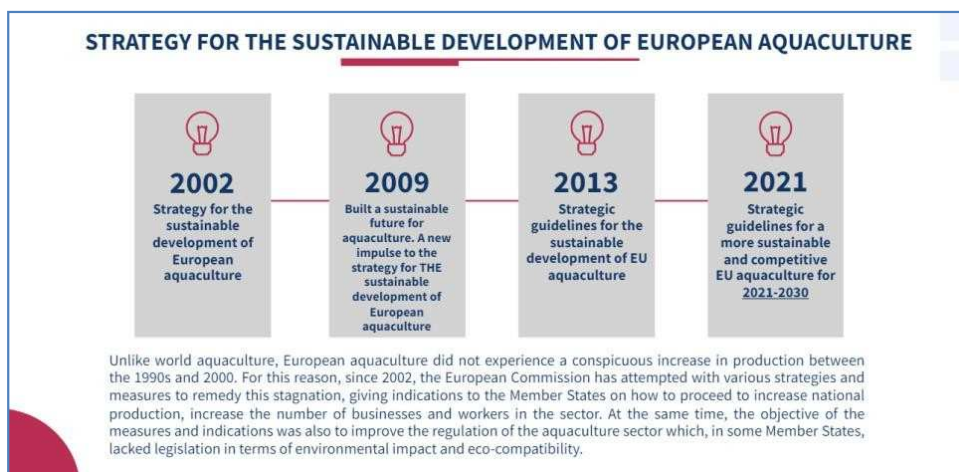 STRATEGY FOR THE SUSTAINABLE DEVELOPMENT OF EUROPEAN AQUACULTURE
2002
Strategy for the
sustainable
development of
European
aquaculture
2009
Built a sustainable
future for
aquaculture. A new
impulse to the
strategy for THE
sustainable
development of
European
aquaculture
2013
Strategic
guidelines for the
sustainable
development of EU
aquaculture
2021
Strategic
guidelines for a
more sustainable
and competitive
EU aquaculture for
2021-2030
Unlike world aquaculture, European aquaculture did not experience a conspicuous increase in production between
the 1990s and 2000. For this reason, since 2002, the European Commission has attempted with various strategies and
measures to remedy this stagnation, giving indications to the Member States on how to proceed to increase national
production, increase the number of businesses and workers in the sector. At the same time, the objective of the
measures and indications was also to improve the regulation of the aquaculture sector which, in some Member States,
lacked legislation in terms of environmental impact and eco-compatibility.